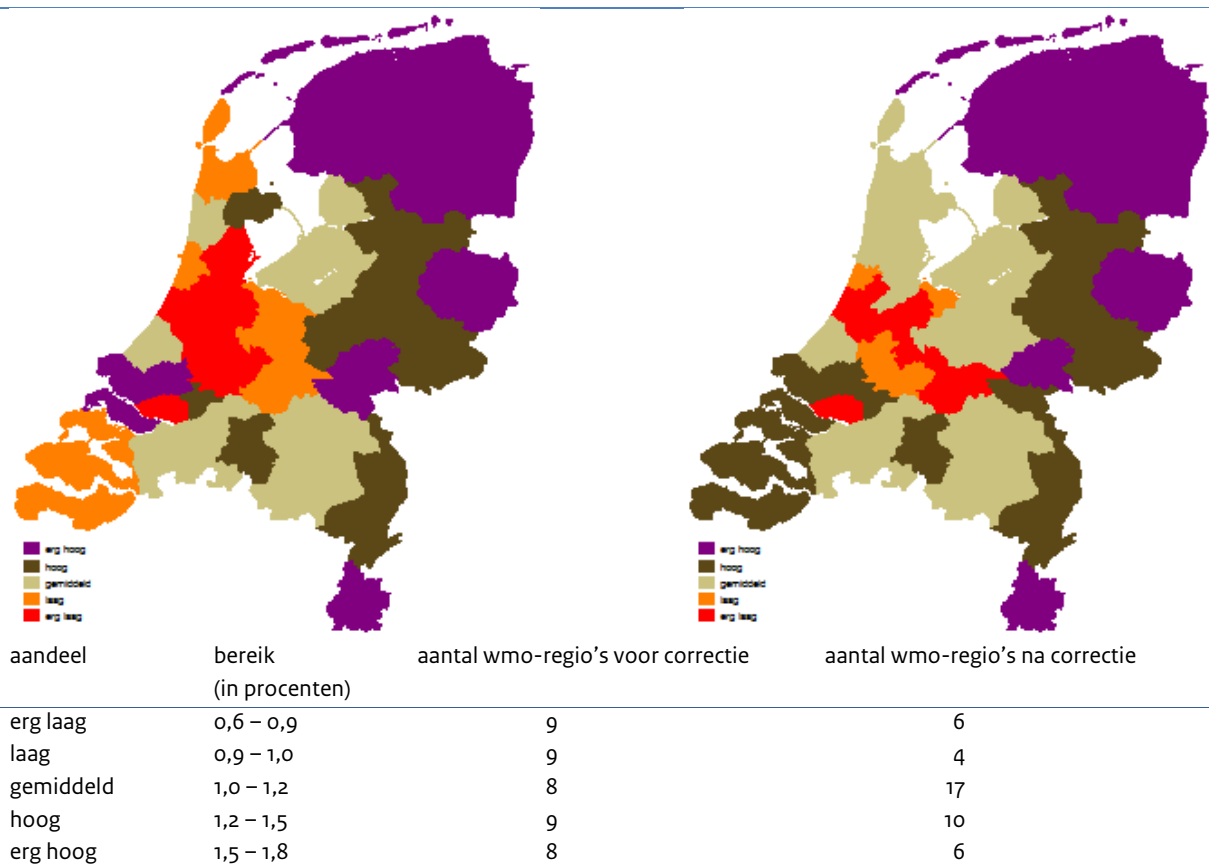 erg hoog
hoog
gemiddeld
laag
erg laag
erg hoog
hoog
gemiddeld
laag
erg laag
aandeel bereik aantal wmo-regio's voor correctie aantal wmo-regio's na correctie
(in procenten)
erg laag 0,6 – 0,9 9 6
laag 0,9 – 1,0 9 4
gemiddeld 1,0 – 1,2 8 17
hoog 1,2 – 1,5 9 10
erg hoog 1,5 – 1,8 8 6